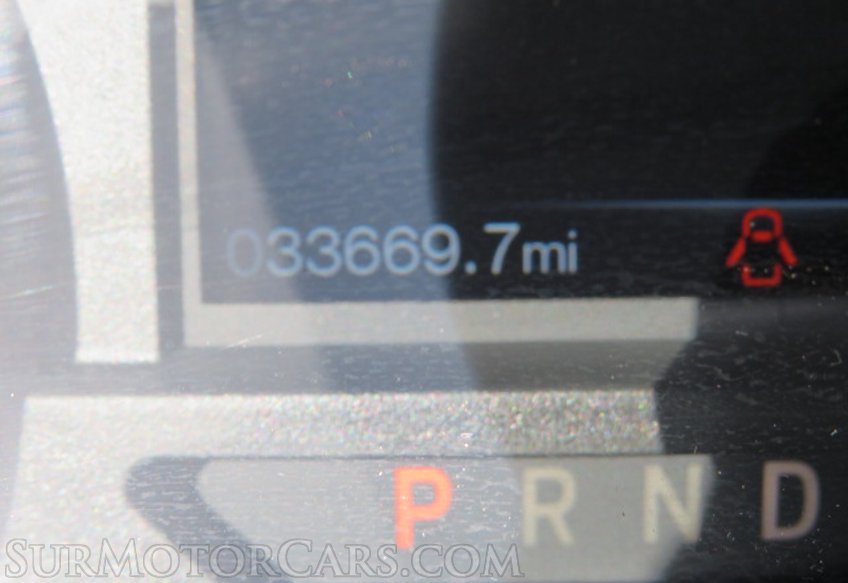 033669.7mi
P R N D
SurMotorCars.com